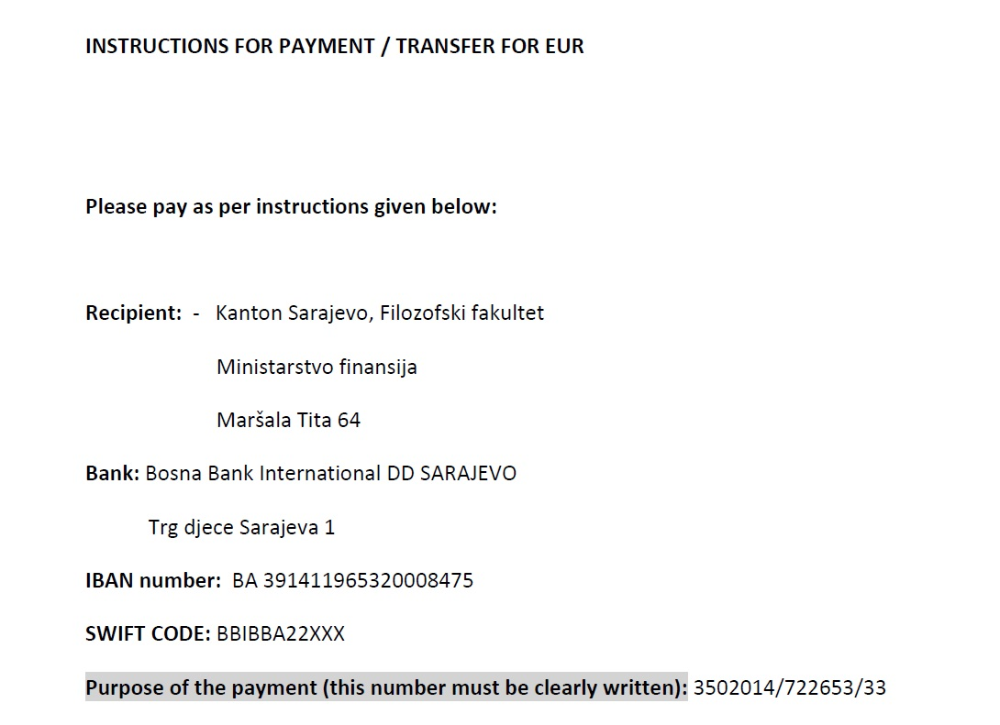 INSTRUCTIONS FOR PAYMENT / TRANSFER FOR EUR
Please pay as per instructions given below:
Recipient: - Kanton Sarajevo, Filozofski fakultet
Ministarstvo finansija
Maršala Tita 64
Bank: Bosna Bank International DD SARAJEVO
Trg djece Sarajeva 1
IBAN number: BA 391411965320008475
SWIFT CODE: BBIBBA22XXX
Purpose of the payment (this number must be clearly written): 3502014/722653/33